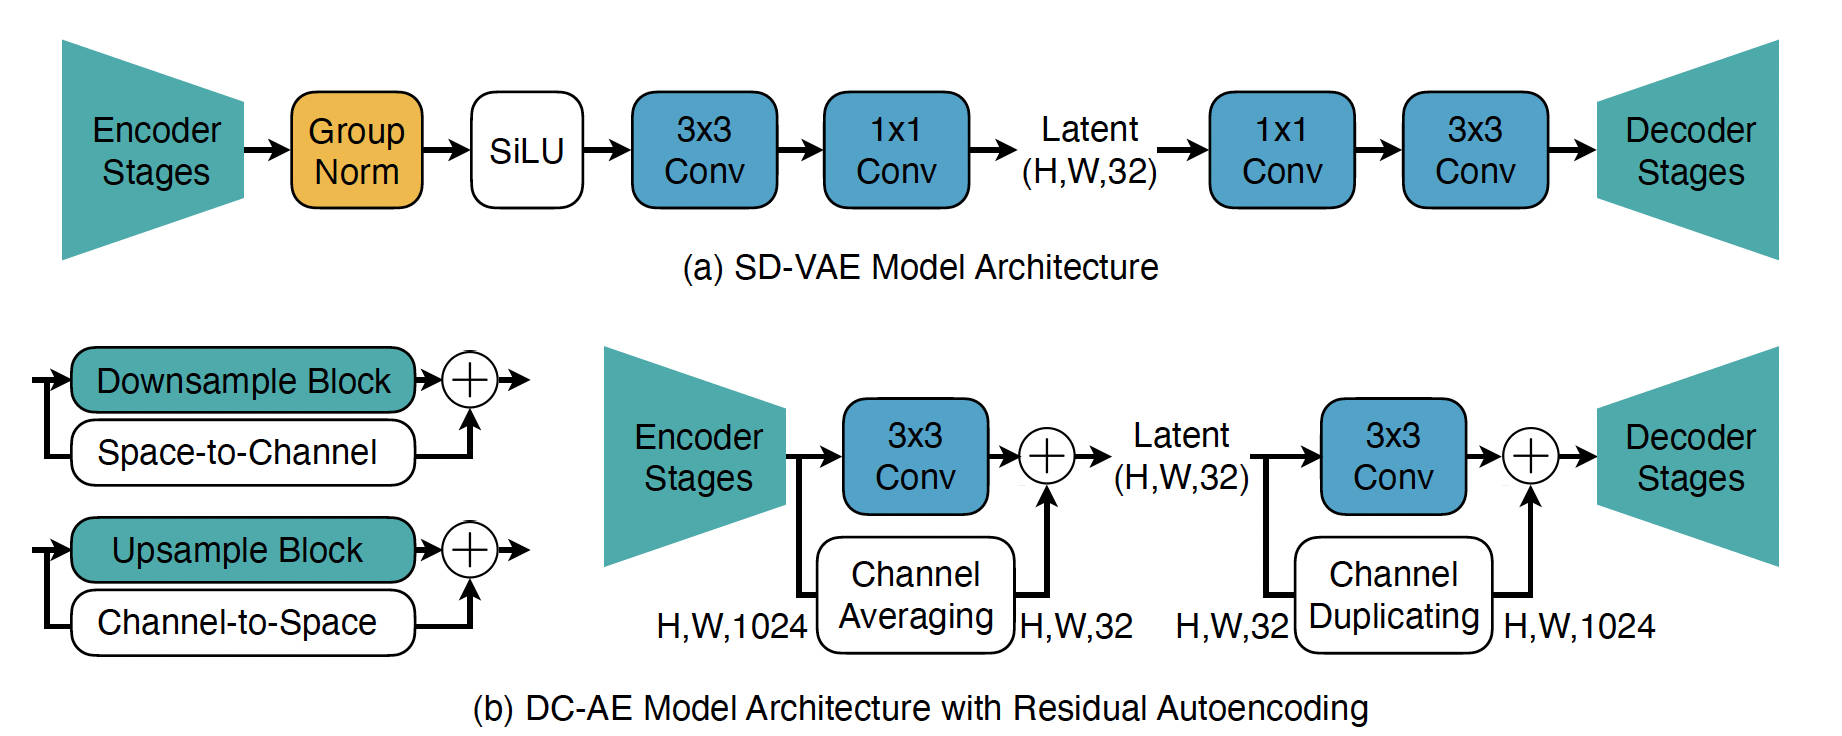 Encoder
Stages
Group
Norm
SiLU
3x3
Conv
1x1
Conv
Latent
(H,W,32)
1x1
Conv
3x3
Conv
Decoder
Stages
(a) SD-VAE Model Architecture
Downsample Block
Space-to-Channel
Upsample Block
Channel-to-Space
Encoder
Stages
3x3
Conv
Channel
Averaging
H,W,1024
H,W,32
Latent
(H,W,32)
3x3
Conv
Channel
Duplicating
H,W,32
H,W,1024
Decoder
Stages
(b) DC-AE Model Architecture with Residual Autoencoding